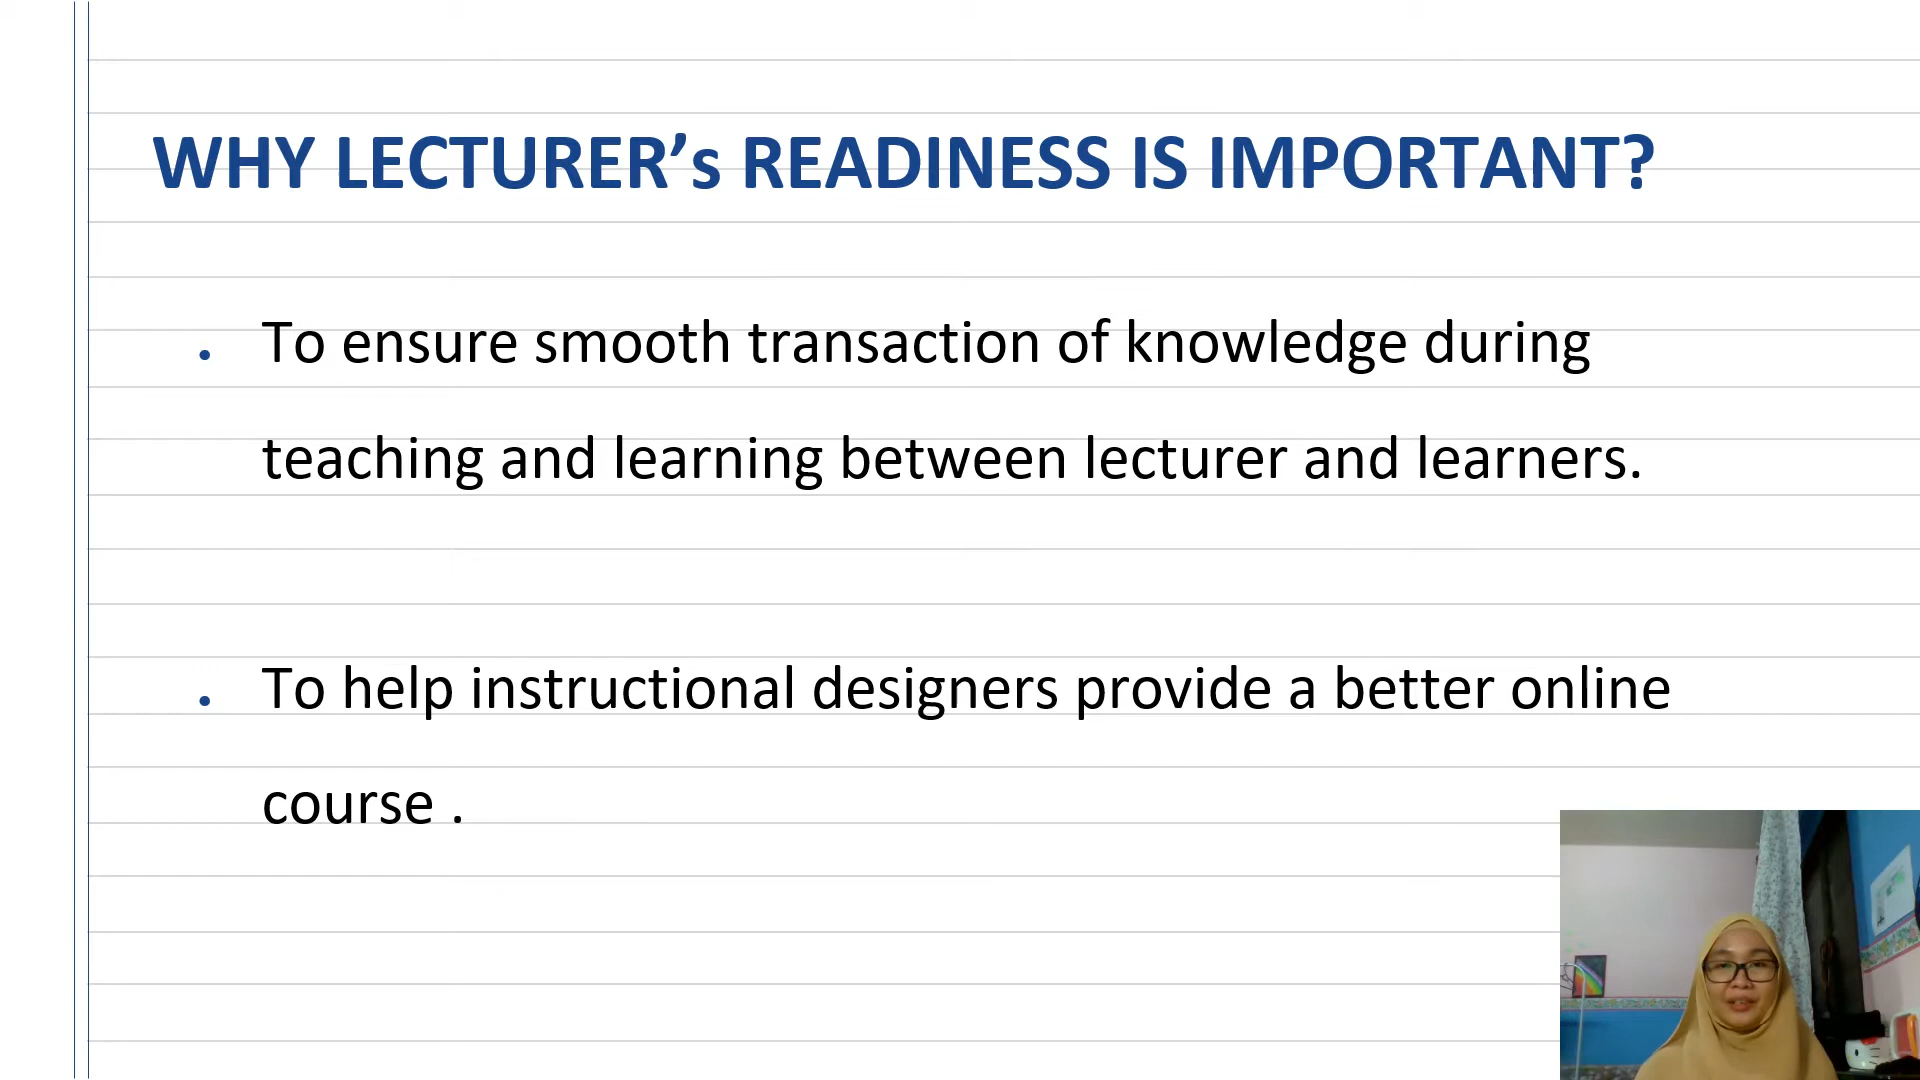 WHY LECTURER’s READINESS IS IMPORTANT?
• To ensure smooth transaction of knowledge during
teaching and learning between lecturer and learners.
• To help instructional designers provide a better online
course .